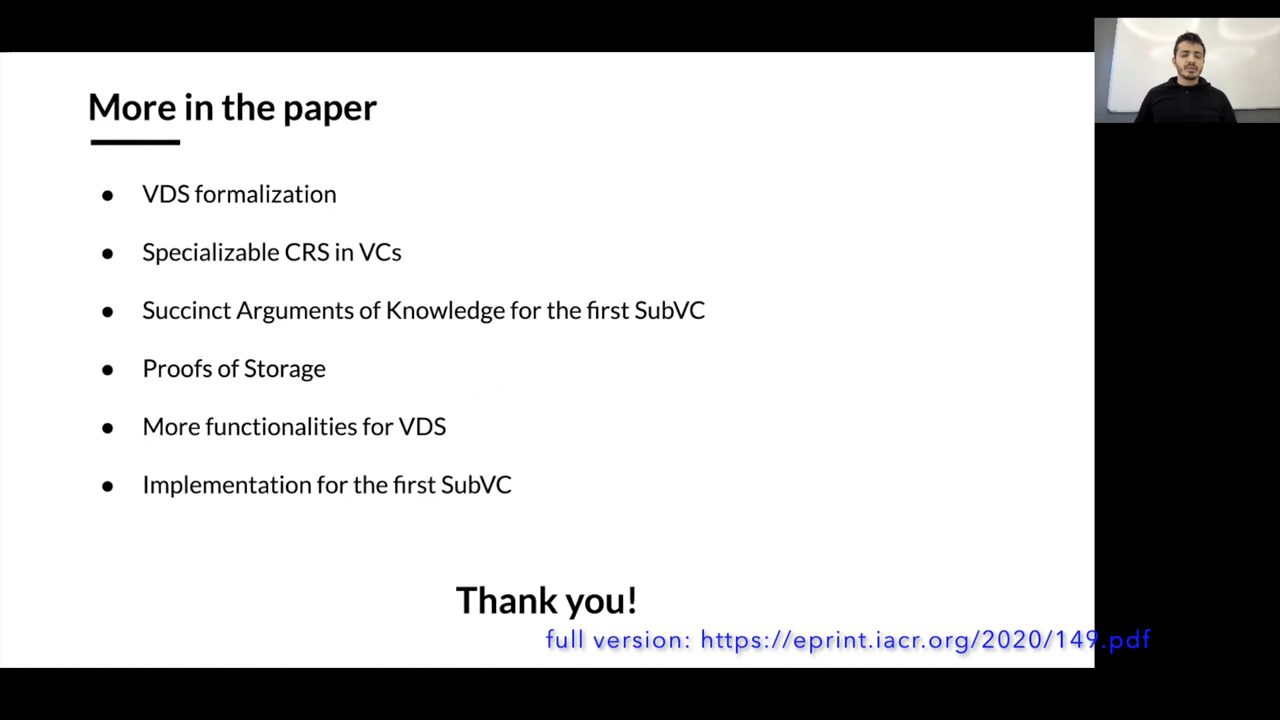 More in the paper
● VDS formalization
● Specializable CRS in VCs
● Succinct Arguments of Knowledge for the first SubVC
● Proofs of Storage
● More functionalities for VDS
● Implementation for the first SubVC
Thank you!
full version: https://eprint.iacr.org/2020/149.pdf